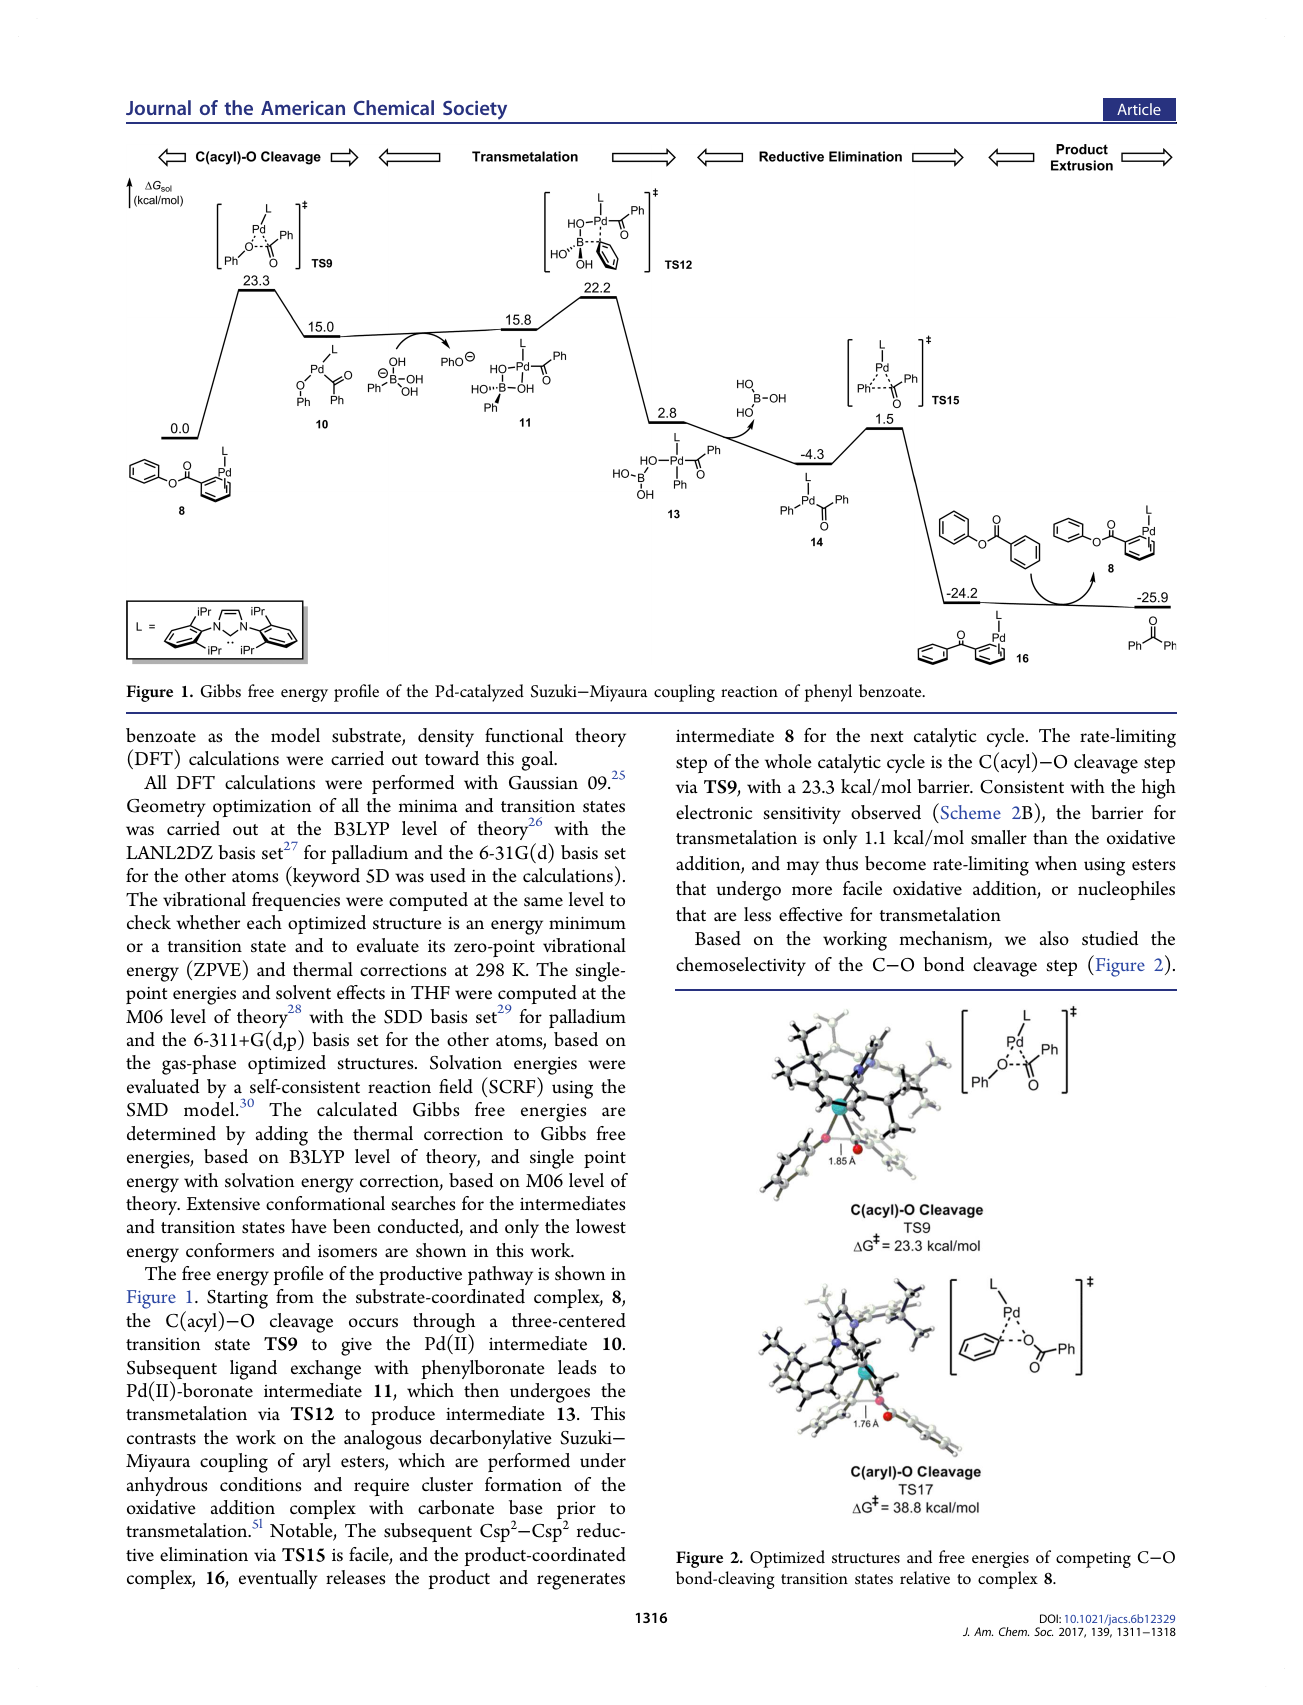 Journal of the American Chemical Society
Article
C(acyl)-O Cleavage
Transmetalation
Reductive Elimination
Product
Extrusion
ΔGsol
(kcal/mol)
L
Pd
O
Ph
Ph
O
‡
TS9
23.3
L
HO
Pd
Ph
O
B
HO
OH
‡
TS12
22.2
15.0
15.8
L
Pd
O
O
Ph
Ph
10
OH
⊖
B
OH
Ph
OH
PhO⊖
L
HO
Pd
Ph
O
HO
B
OH
Ph
11
0.0
O
O
L
Pd
8
2.8
L
HO
Pd
Ph
O
HO
B
Ph
OH
13
HO
B
OH
HO
L
Pd
Ph
Ph
O
‡
TS15
1.5
-4.3
L
Pd
Ph
Ph
O
14
O
O
O
O
L
Pd
8
-24.2
-25.9
O
L
Pd
16
O
Ph
Ph
L =
iPr
iPr
N
N
iPr
iPr
Figure 1. Gibbs free energy profile of the Pd-catalyzed Suzuki−Miyaura coupling reaction of phenyl benzoate.
benzoate as the model substrate, density functional theory
(DFT) calculations were carried out toward this goal.
All DFT calculations were performed with Gaussian 09.25
Geometry optimization of all the minima and transition states
was carried out at the B3LYP level of theory26 with the
LANL2DZ basis set27 for palladium and the 6-31G(d) basis set
for the other atoms (keyword 5D was used in the calculations).
The vibrational frequencies were computed at the same level to
check whether each optimized structure is an energy minimum
or a transition state and to evaluate its zero-point vibrational
energy (ZPVE) and thermal corrections at 298 K. The single-
point energies and solvent effects in THF were computed at the
M06 level of theory28 with the SDD basis set29 for palladium
and the 6-311+G(d,p) basis set for the other atoms, based on
the gas-phase optimized structures. Solvation energies were
evaluated by a self-consistent reaction field (SCRF) using the
SMD model.30 The calculated Gibbs free energies are
determined by adding the thermal correction to Gibbs free
energies, based on B3LYP level of theory, and single point
energy with solvation energy correction, based on M06 level of
theory. Extensive conformational searches for the intermediates
and transition states have been conducted, and only the lowest
energy conformers and isomers are shown in this work.
The free energy profile of the productive pathway is shown in
Figure 1. Starting from the substrate-coordinated complex, 8,
the C(acyl)−O cleavage occurs through a three-centered
transition state TS9 to give the Pd(II) intermediate 10.
Subsequent ligand exchange with phenylboronate leads to
Pd(II)-boronate intermediate 11, which then undergoes the
transmetalation via TS12 to produce intermediate 13. This
contrasts the work on the analogous decarbonylative Suzuki−
Miyaura coupling of aryl esters, which are performed under
anhydrous conditions and require cluster formation of the
oxidative addition complex with carbonate base prior to
transmetalation.5l Notable, The subsequent Csp2−Csp2 reduc-
tive elimination via TS15 is facile, and the product-coordinated
complex, 16, eventually releases the product and regenerates
intermediate 8 for the next catalytic cycle. The rate-limiting
step of the whole catalytic cycle is the C(acyl)−O cleavage step
via TS9, with a 23.3 kcal/mol barrier. Consistent with the high
electronic sensitivity observed (Scheme 2B), the barrier for
transmetalation is only 1.1 kcal/mol smaller than the oxidative
addition, and may thus become rate-limiting when using esters
that undergo more facile oxidative addition, or nucleophiles
that are less effective for transmetalation
Based on the working mechanism, we also studied the
chemoselectivity of the C−O bond cleavage step (Figure 2).
L
Pd
Ph
O
Ph
O
‡
1.85 Å
C(acyl)-O Cleavage
TS9
ΔG‡ = 23.3 kcal/mol
L
Pd
O
Ph
O
‡
1.76 Å
C(aryl)-O Cleavage
TS17
ΔG‡ = 38.8 kcal/mol
Figure 2. Optimized structures and free energies of competing C−O
bond-cleaving transition states relative to complex 8.
1316
DOI: 10.1021/jacs.6b12329
J. Am. Chem. Soc. 2017, 139, 1311−1318